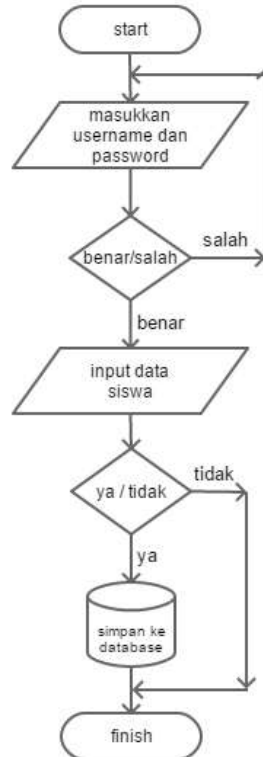 start
masukkan
username dan
password
benar/salah
salah
benar
input data
siswa
ya / tidak
tidak
ya
simpan ke
database
finish